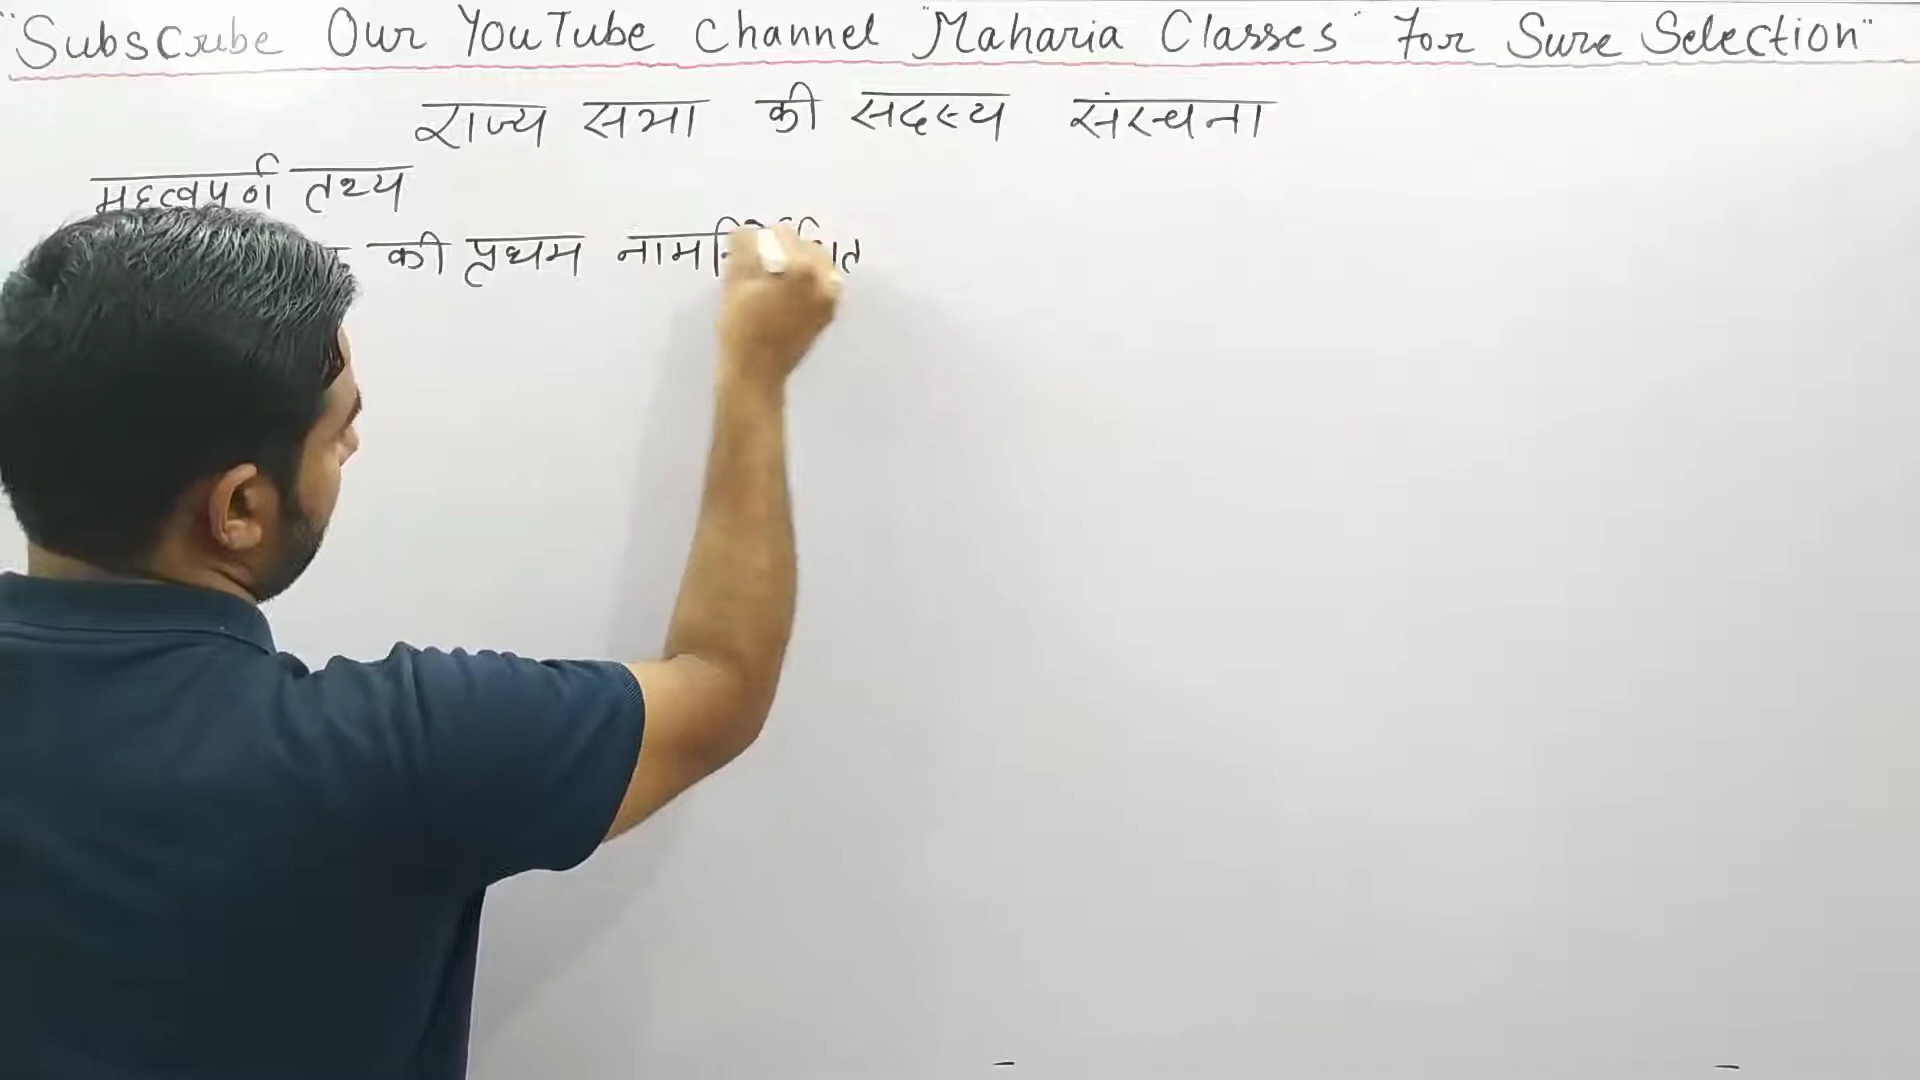 "Subscribe Our YouTube Channel "Maharia Classes" For Sure Selection"
राज्य सभा की सदस्य संरचना
महत्वपूर्ण तथ्य
की प्रथम